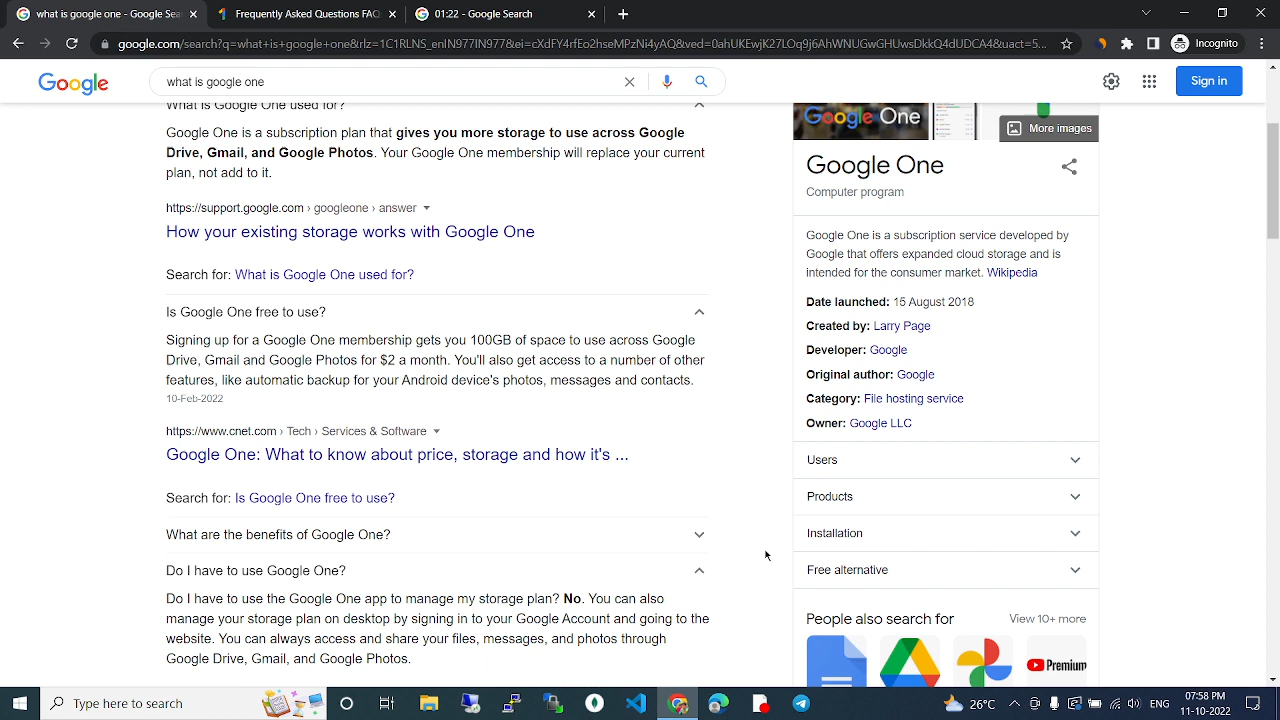 what is google one - Google Sea
Frequently Asked Questions FAQ
01:22 - Google Search
google.com/search?q=what+is+google+one&rlz=1C1BLNS_enIN977IN977&ei=cXdFY4rfEo2hseMPzNi4yAQ&ved=0ahUKEwjK27LOq9j6AhWNUGwGHUwsDkkQ4dUDCA4&uact=5...
Incognito
Google
what is google one
Sign in
What is Google One used for?
Google One is a subscription plan that gives you more storage to use across Google
Drive, Gmail, and Google Photos. Your Google One membership will replace your current
plan, not add to it.
https://support.google.com › googleone › answer
How your existing storage works with Google One
Search for: What is Google One used for?
Is Google One free to use?
Signing up for a Google One membership gets you 100GB of space to use across Google
Drive, Gmail and Google Photos for $2 a month. You'll also get access to a number of other
features, like automatic backup for your Android device's photos, messages and contacts.
10-Feb-2022
https://www.cnet.com › Tech › Services & Software
Google One: What to know about price, storage and how it's ...
Search for: Is Google One free to use?
What are the benefits of Google One?
Do I have to use Google One?
Do I have to use the Google One app to manage my storage plan? No. You can also
manage your storage plan on desktop by signing in to your Google Account and going to the
website. You can always access and share your files, messages, and photos through
Google Drive, Gmail, and Google Photos.
Google One
More images
Google One
Computer program
Google One is a subscription service developed by
Google that offers expanded cloud storage and is
intended for the consumer market. Wikipedia
Date launched: 15 August 2018
Created by: Larry Page
Developer: Google
Original author: Google
Category: File hosting service
Owner: Google LLC
Users
Products
Installation
Free alternative
People also search for
View 10+ more
Premium
Type here to search
26°C
ENG
07:58 PM
11-10-2022